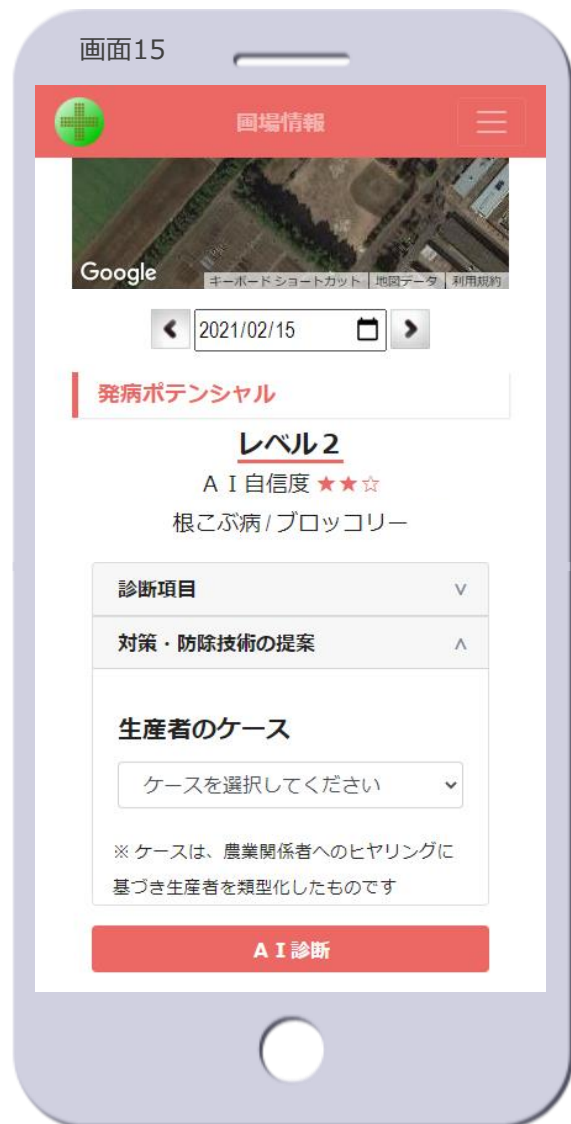 画面15
圃場情報
Google
キーボード ショートカット
地図データ
利用規約
2021/02/15
発病ポテンシャル
レベル２
ＡＩ自信度 ★★☆
根こぶ病 / ブロッコリー
診断項目
対策・防除技術の提案
生産者のケース
ケースを選択してください
※ ケースは、農業関係者へのヒヤリングに
基づき生産者を類型化したものです
ＡＩ診断